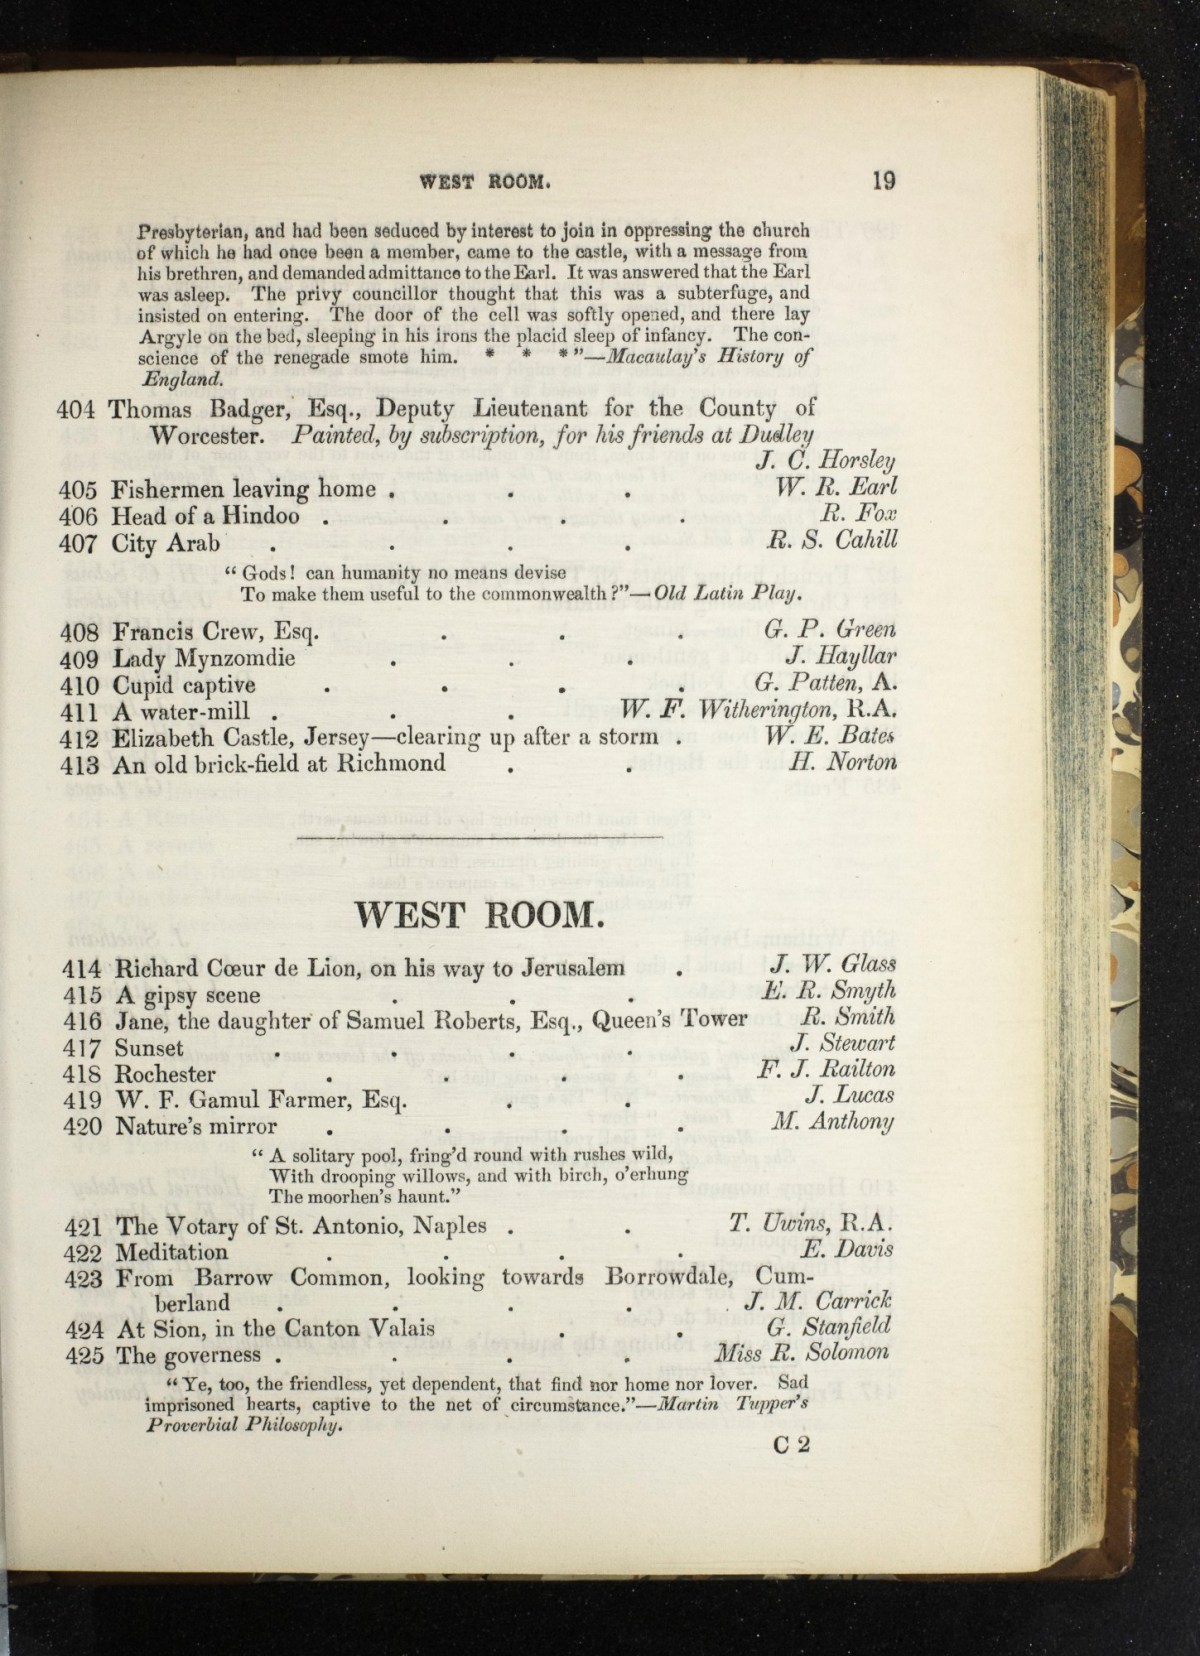 WEST ROOM. 19
Presbyterian, and had been seduced by interest to join in oppressing the church
of which he had once been a member, came to the castle, with a message from
his brethren, and demanded admittance to the Earl. It was answered that the Earl
was asleep. The privy councillor thought that this was a subterfuge, and
insisted on entering. The door of the cell was softly opened, and there lay
Argyle on the bed, sleeping in his irons the placid sleep of infancy. The con-
science of the renegade smote him. * * *”—Macaulay's History of
England.
404 Thomas Badger, Esq., Deputy Lieutenant for the County of
Worcester. Painted, by subscription, for his friends at Dudley
J. C. Horsley
405 Fishermen leaving home . . . W. R. Earl
406 Head of a Hindoo . . . . R. Fox
407 City Arab . . . . R. S. Cahill
“Gods! can humanity no means devise
To make them useful to the commonwealth?”—Old Latin Play.
408 Francis Crew, Esq. . . . G. P. Green
409 Lady Mynzomdie . . . J. Hayllar
410 Cupid captive . . . . G. Patten, A.
411 A water-mill . . . W. F. Witherington, R.A.
412 Elizabeth Castle, Jersey—clearing up after a storm . W. E. Bates
413 An old brick-field at Richmond . . H. Norton
WEST ROOM.
414 Richard Cœur de Lion, on his way to Jerusalem . J. W. Glass
415 A gipsy scene . . . E. R. Smyth
416 Jane, the daughter of Samuel Roberts, Esq., Queen's Tower R. Smith
417 Sunset . . . . J. Stewart
418 Rochester . . . . F. J. Railton
419 W. F. Gamul Farmer, Esq. . . J. Lucas
420 Nature's mirror . . . . M. Anthony
“A solitary pool, fring'd round with rushes wild,
With drooping willows, and with birch, o'erhung
The moorhen's haunt.”
421 The Votary of St. Antonio, Naples . . T. Uwins, R.A.
422 Meditation . . . . E. Davis
423 From Barrow Common, looking towards Borrowdale, Cum-
berland . . . . J. M. Carrick
424 At Sion, in the Canton Valais . . G. Stanfield
425 The governess . . . . Miss R. Solomon
“Ye, too, the friendless, yet dependent, that find nor home nor lover. Sad
imprisoned hearts, captive to the net of circumstance.”—Martin Tupper's
Proverbial Philosophy.
C 2